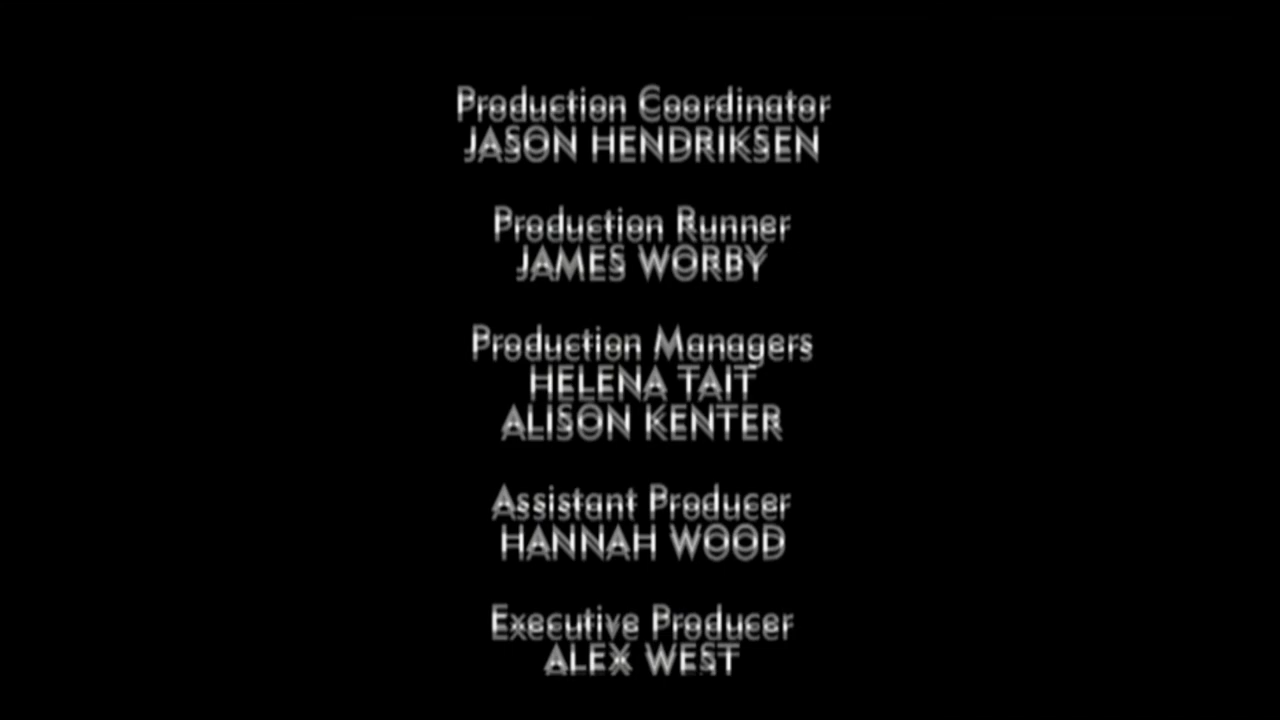 Production Coordinator
JASON HENDRIKSEN
Production Runner
JAMES WORBY
Production Managers
HELENA TAIT
ALISON KENTER
Assistant Producer
HANNAH WOOD
Executive Producer
ALEX WEST